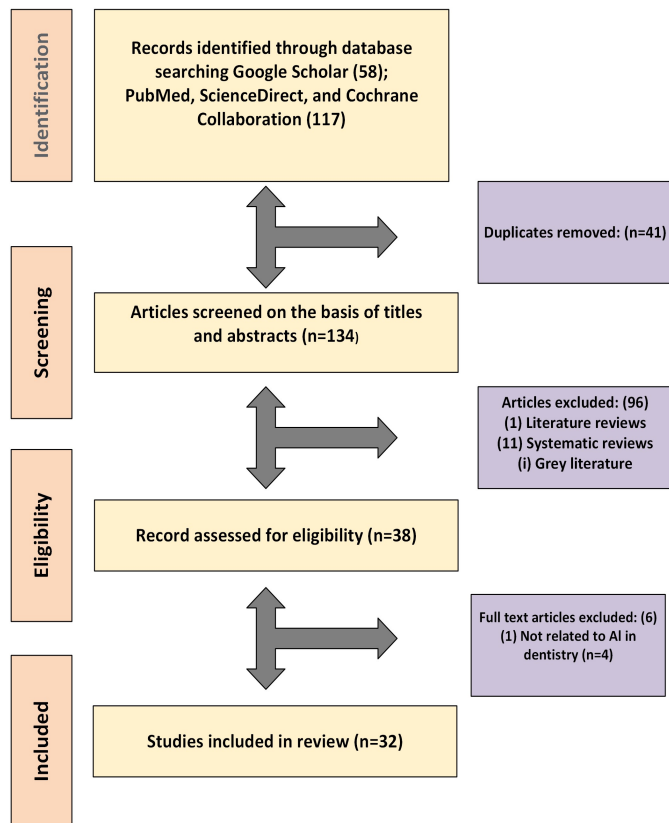 Identification
Records identified through database
searching Google Scholar (58);
PubMed, ScienceDirect, and Cochrane
Collaboration (117)
Duplicates removed: (n=41)
Screening
Articles screened on the basis of titles
and abstracts (n=134)
Articles excluded: (96)
(1) Literature reviews
(11) Systematic reviews
(i) Grey literature
Eligibility
Record assessed for eligibility (n=38)
Full text articles excluded: (6)
(1) Not related to AI in
dentistry (n=4)
Included
Studies included in review (n=32)